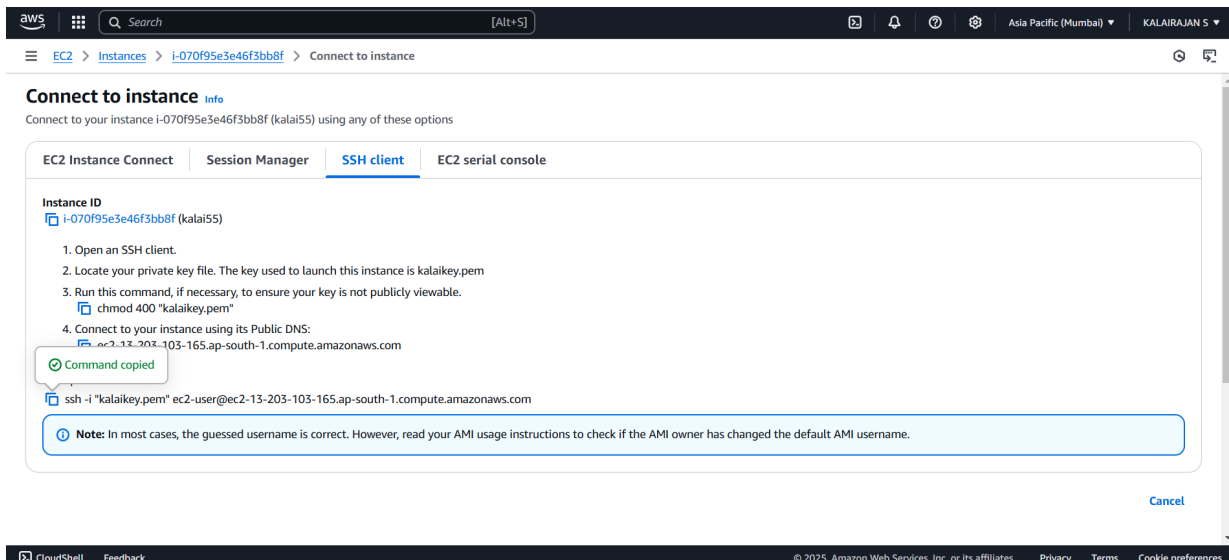 aws Search [Alt+S] Asia Pacific (Mumbai) KALAIRAJAN S
EC2 > Instances > i-070f95e3e46f3bb8f > Connect to instance
Connect to instance Info
Connect to your instance i-070f95e3e46f3bb8f (kalai55) using any of these options
EC2 Instance Connect Session Manager SSH client EC2 serial console
Instance ID
i-070f95e3e46f3bb8f (kalai55)
1. Open an SSH client.
2. Locate your private key file. The key used to launch this instance is kalaikey.pem
3. Run this command, if necessary, to ensure your key is not publicly viewable.
chmod 400 "kalaikey.pem"
4. Connect to your instance using its Public DNS:
ec2-13-203-103-165.ap-south-1.compute.amazonaws.com
Command copied
ssh -i "kalaikey.pem" ec2-user@ec2-13-203-103-165.ap-south-1.compute.amazonaws.com
Note: In most cases, the guessed username is correct. However, read your AMI usage instructions to check if the AMI owner has changed the default AMI username.
Cancel
CloudShell Feedback © 2025, Amazon Web Services, Inc. or its affiliates. Privacy Terms Cookie preferences